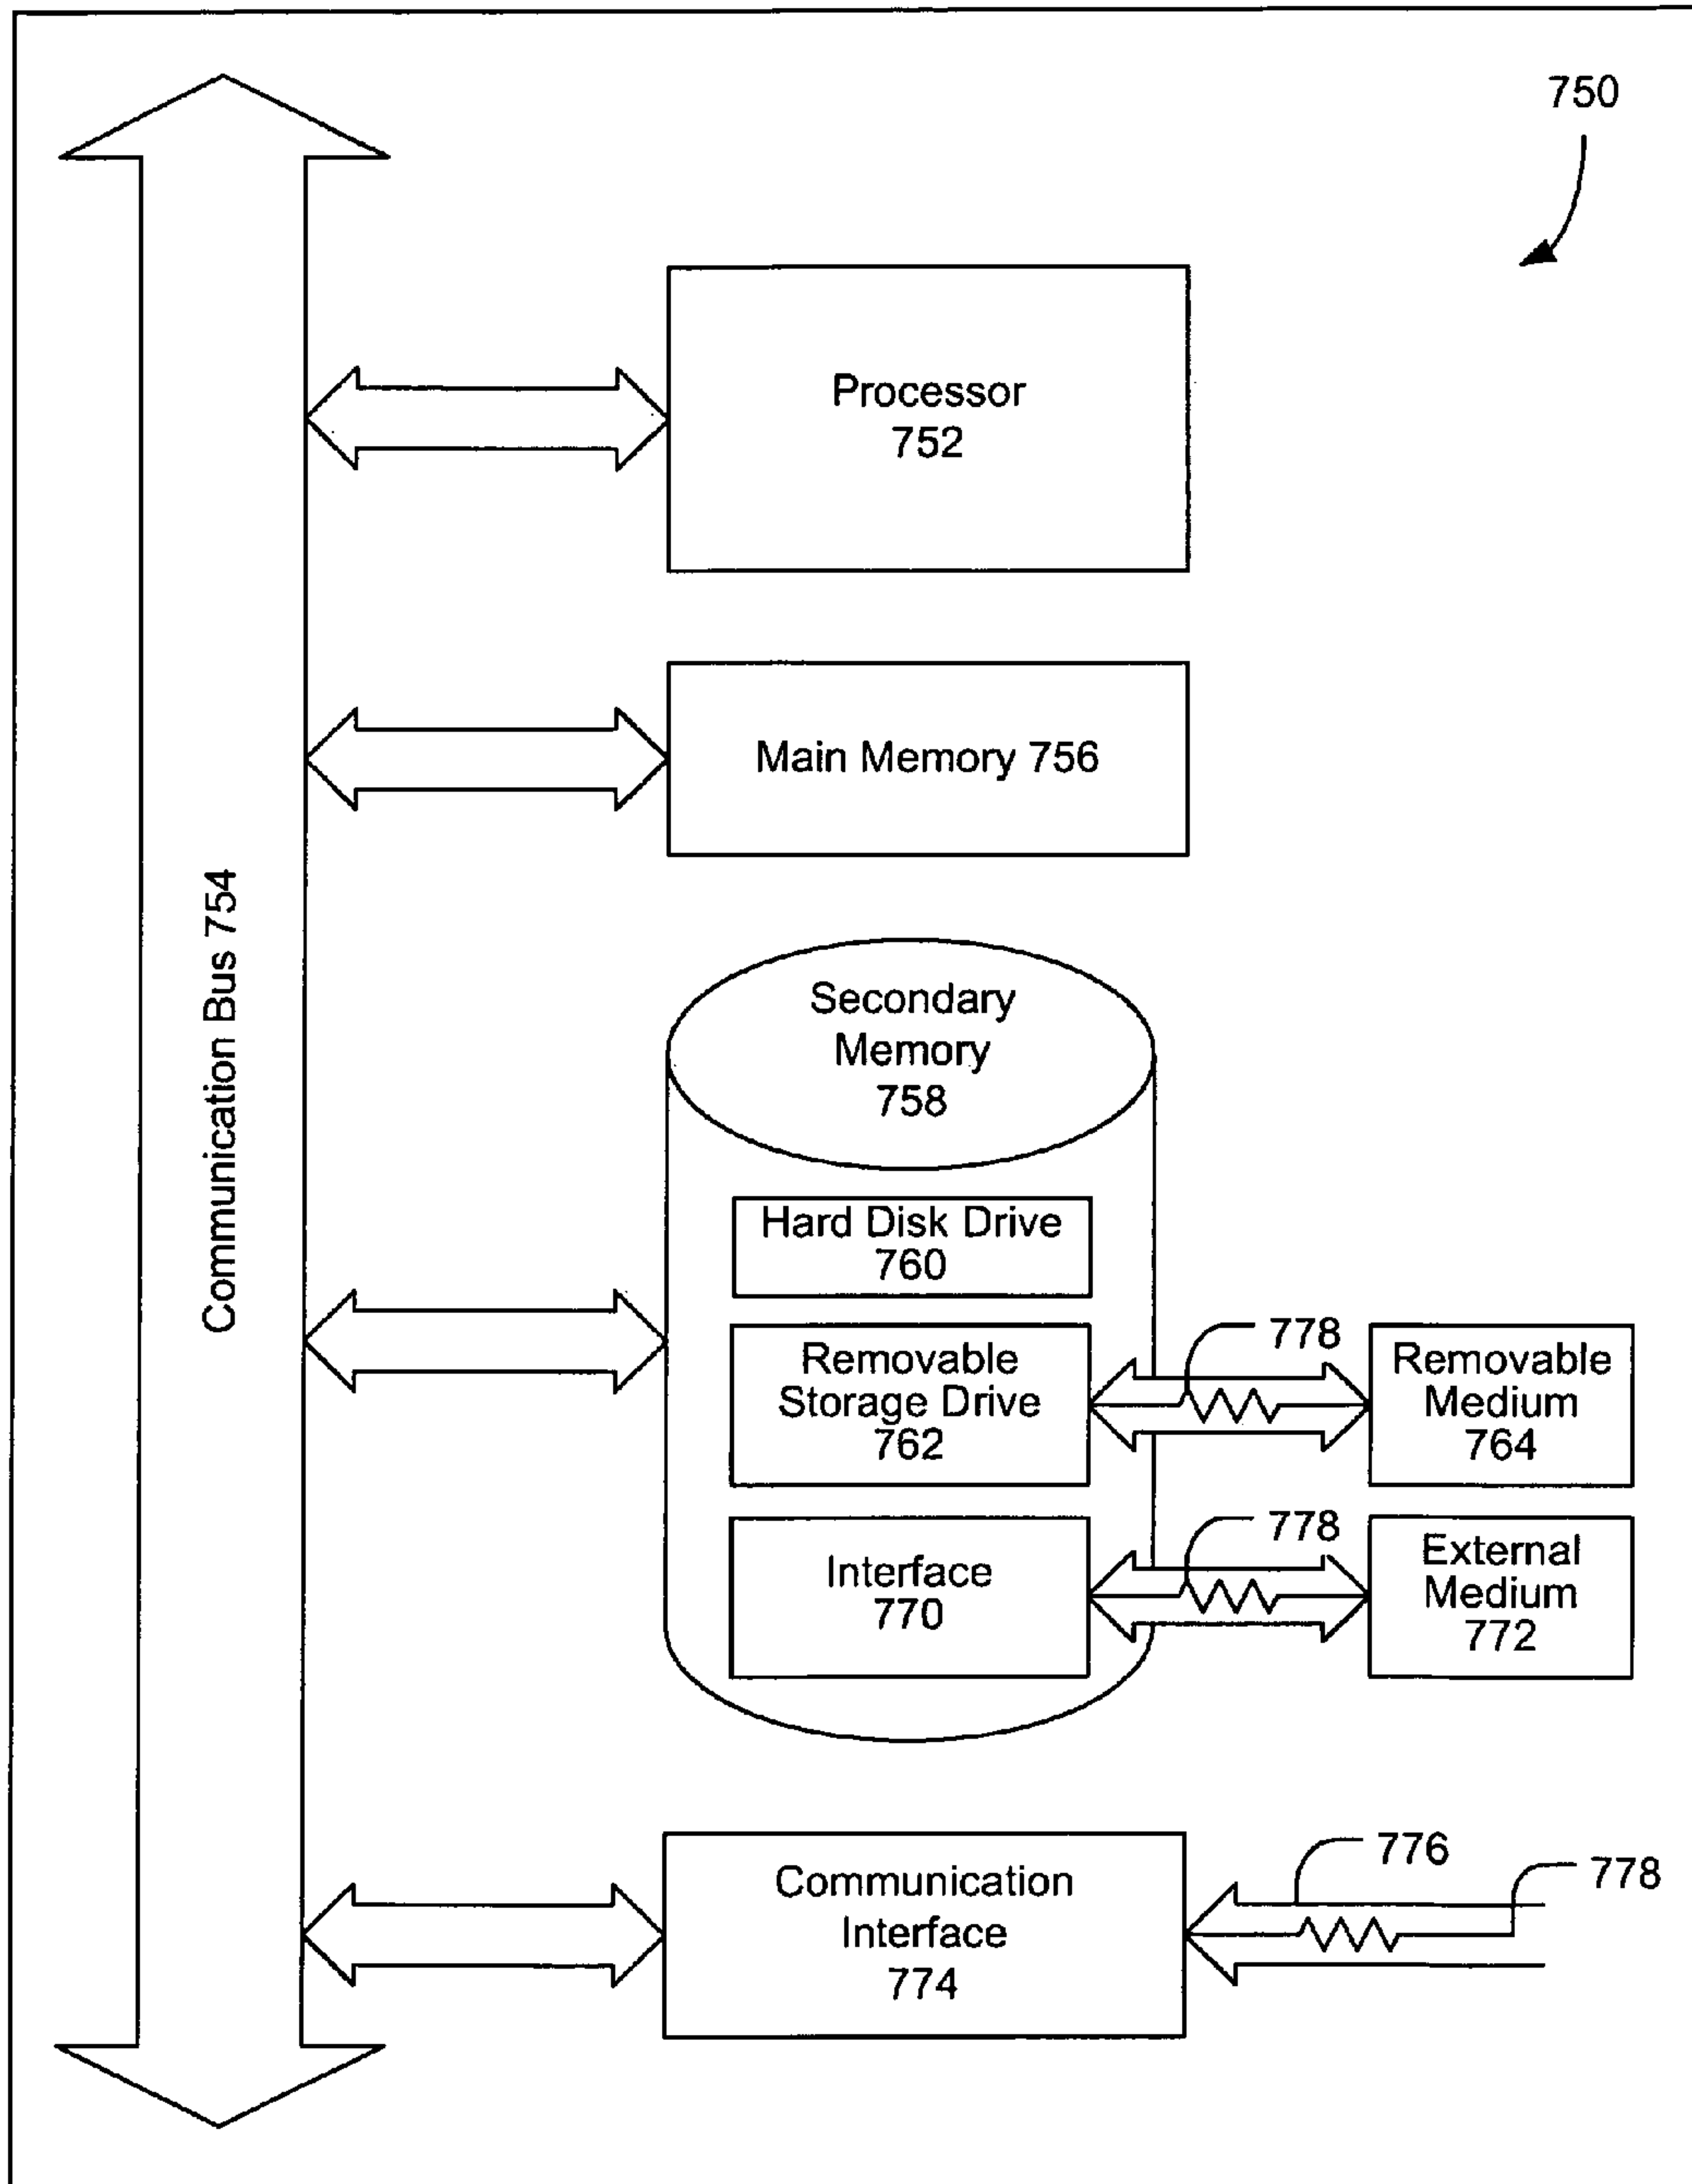 750
Processor
752
Main Memory 756
Communication Bus 754
Secondary
Memory
758
Hard Disk Drive
760
Removable
Storage Drive
762
778
Removable
Medium
764
Interface
770
778
External
Medium
772
Communication
Interface
774
776
778